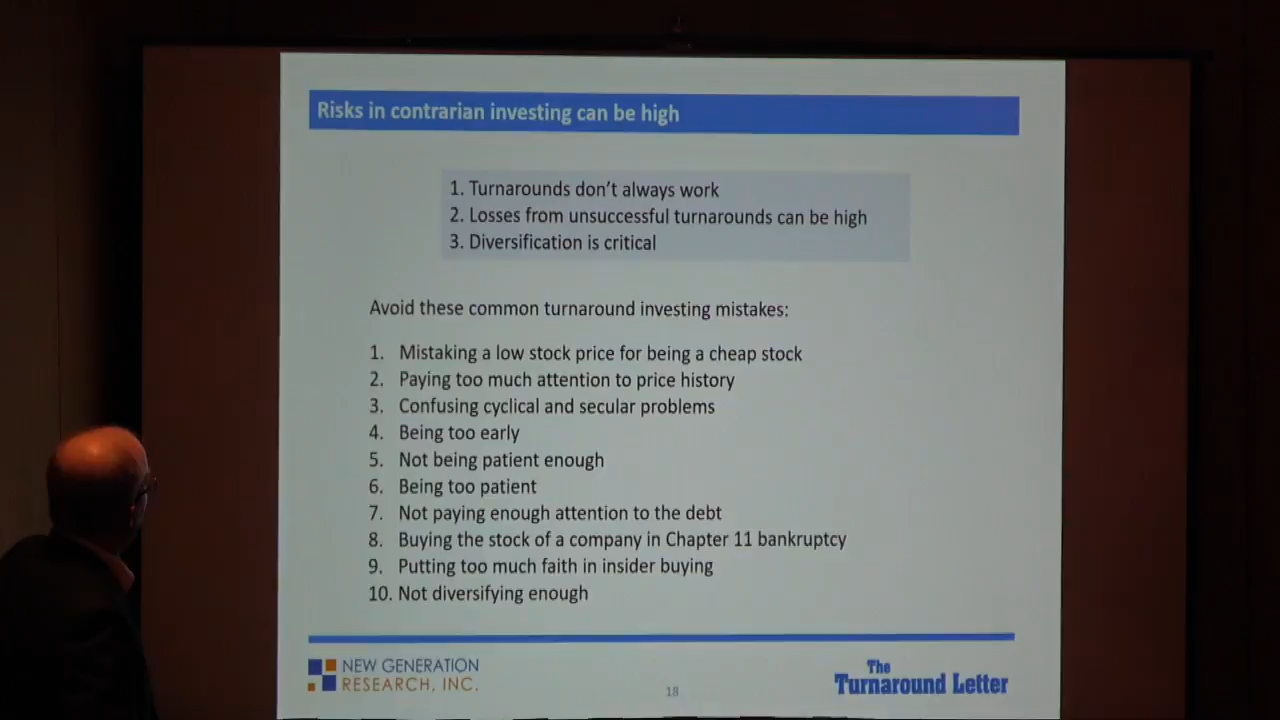 Risks in contrarian investing can be high
1. Turnarounds don't always work
2. Losses from unsuccessful turnarounds can be high
3. Diversification is critical
Avoid these common turnaround investing mistakes:
1. Mistaking a low stock price for being a cheap stock
2. Paying too much attention to price history
3. Confusing cyclical and secular problems
4. Being too early
5. Not being patient enough
6. Being too patient
7. Not paying enough attention to the debt
8. Buying the stock of a company in Chapter 11 bankruptcy
9. Putting too much faith in insider buying
10. Not diversifying enough
NEW GENERATION
RESEARCH, INC.
18
The
Turnaround Letter